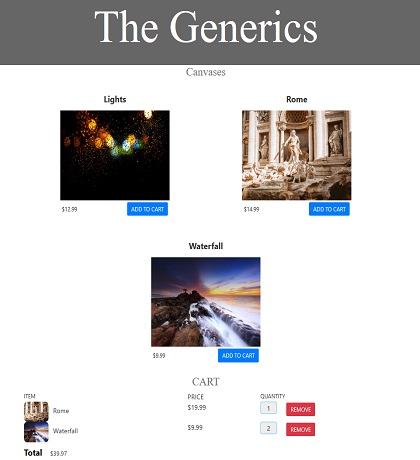 The Generics
Canvases
Lights
Rome
$12.99 ADD TO CART
$14.99 ADD TO CART
Waterfall
$9.99 ADD TO CART
CART
ITEM PRICE QUANTITY
Rome $19.99 1 REMOVE
Waterfall $9.99 2 REMOVE
Total $39.97